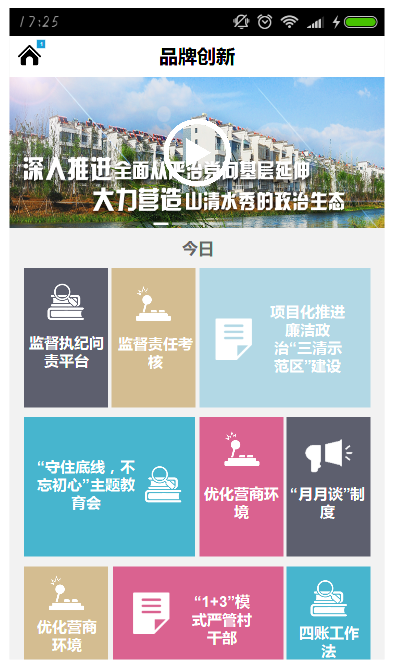 17:25
品牌创新
深入推进全面从严治党向基层延伸
大力营造山清水秀的政治生态
今日
监督执纪问
责平台
监督责任考
核
项目化推进
廉洁政
治“三清示
范区”建设
“守住底线，不
忘初心”主题教
育会
优化营商环
境
“月月谈”制
度
优化营商
环境
“1+3”模
式严管村
干部
四账工作
法